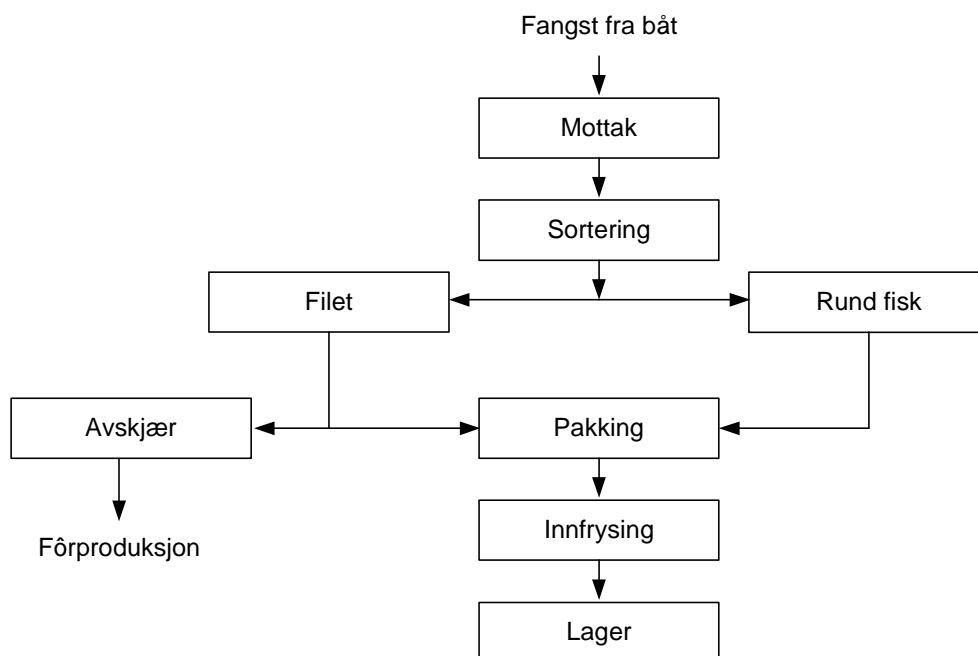 Fangst fra båt
Mottak
Sortering
Filet
Rund fisk
Avskjær
Pakking
Fôrproduksjon
Innfrysing
Lager